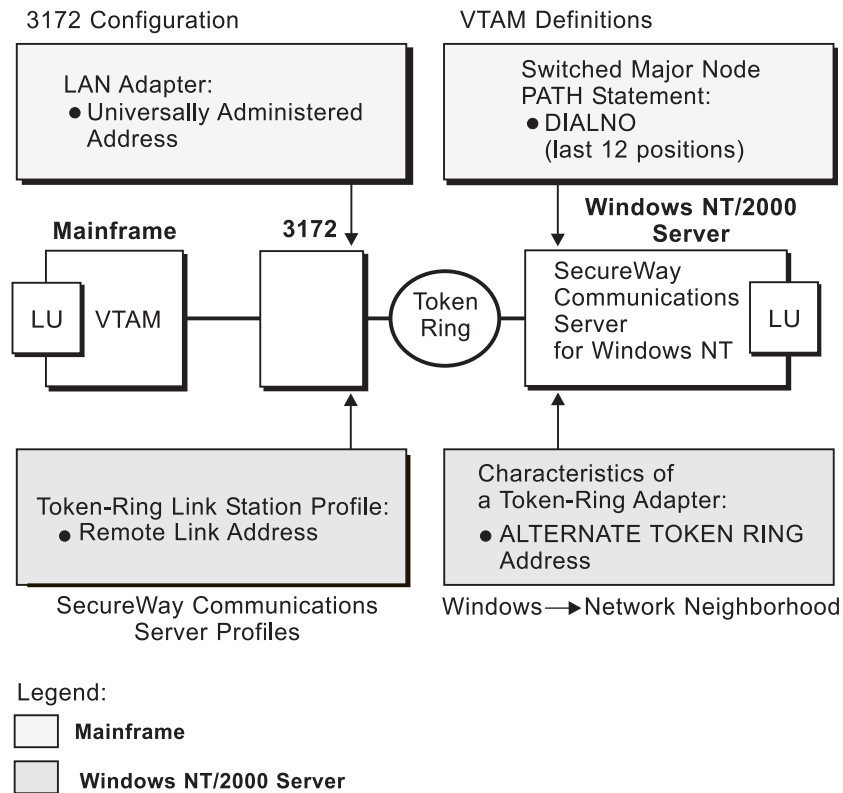 3172 Configuration
LAN Adapter:
● Universally Administered
Address
VTAM Definitions
Switched Major Node
PATH Statement:
● DIALNO
(last 12 positions)
Mainframe
3172
Windows NT/2000
Server
LU
VTAM
Token
Ring
SecureWay
Communications
Server
for Windows NT
LU
Token-Ring Link Station Profile:
● Remote Link Address
SecureWay Communications
Server Profiles
Characteristics of
a Token-Ring Adapter:
● ALTERNATE TOKEN RING
Address
Windows → Network Neighborhood
Legend:
Mainframe
Windows NT/2000 Server